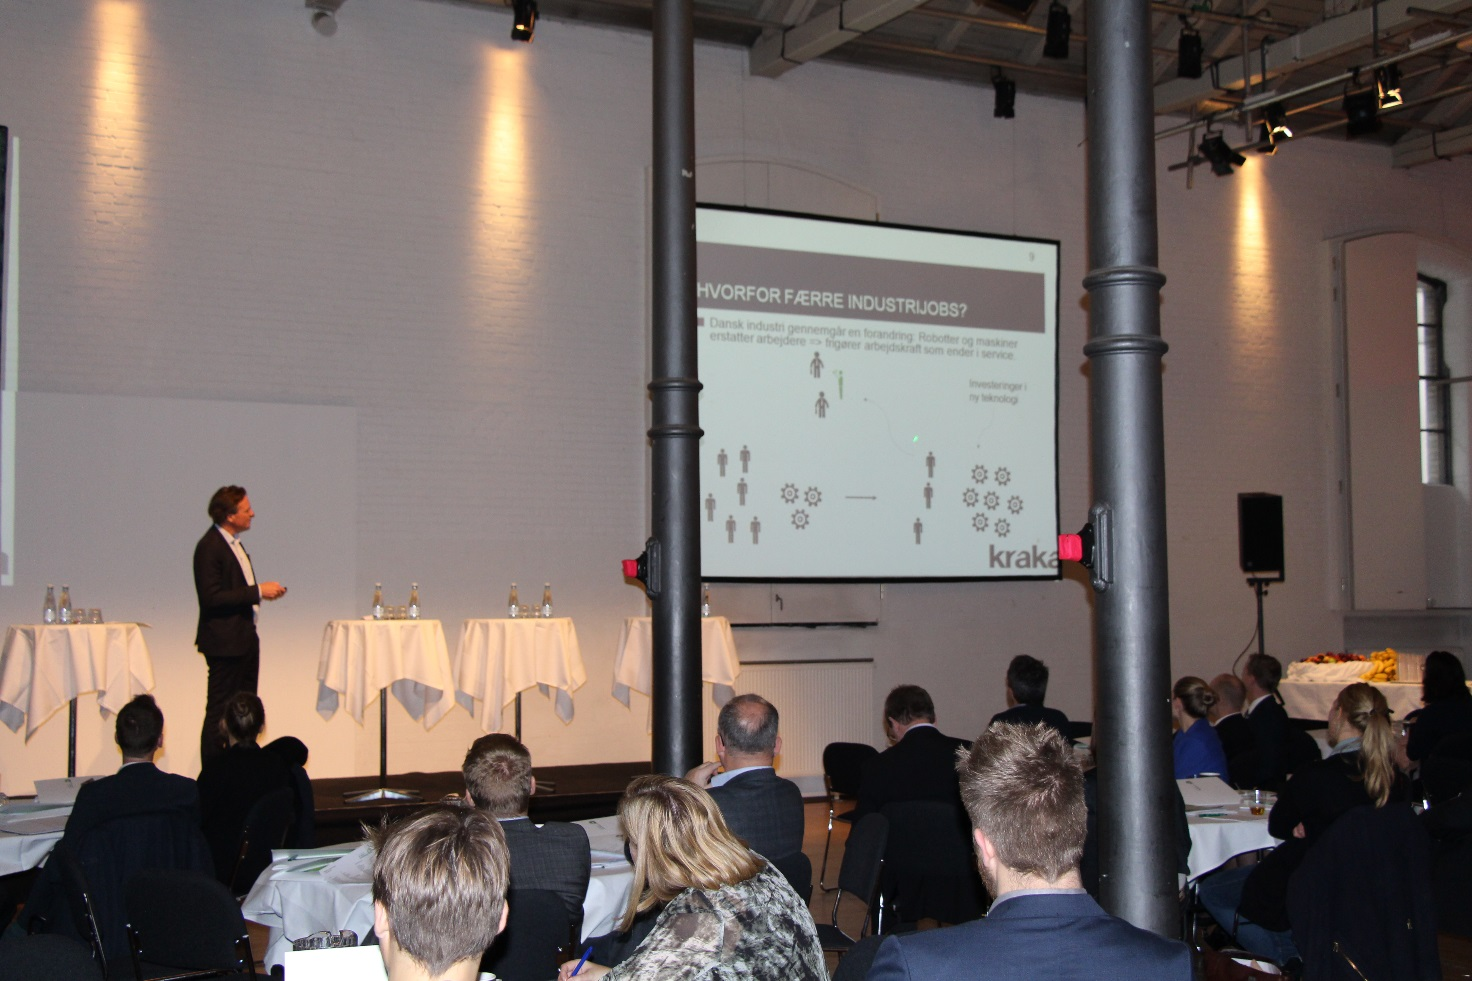 9
HVORFOR FÆRRE INDUSTRIJOBS?
Dansk industri gennemgår en forandring: Robotter og maskiner
erstatter arbejdere => frigører arbejdskraft som ender i service.
Investeringer i
ny teknologi
kraka